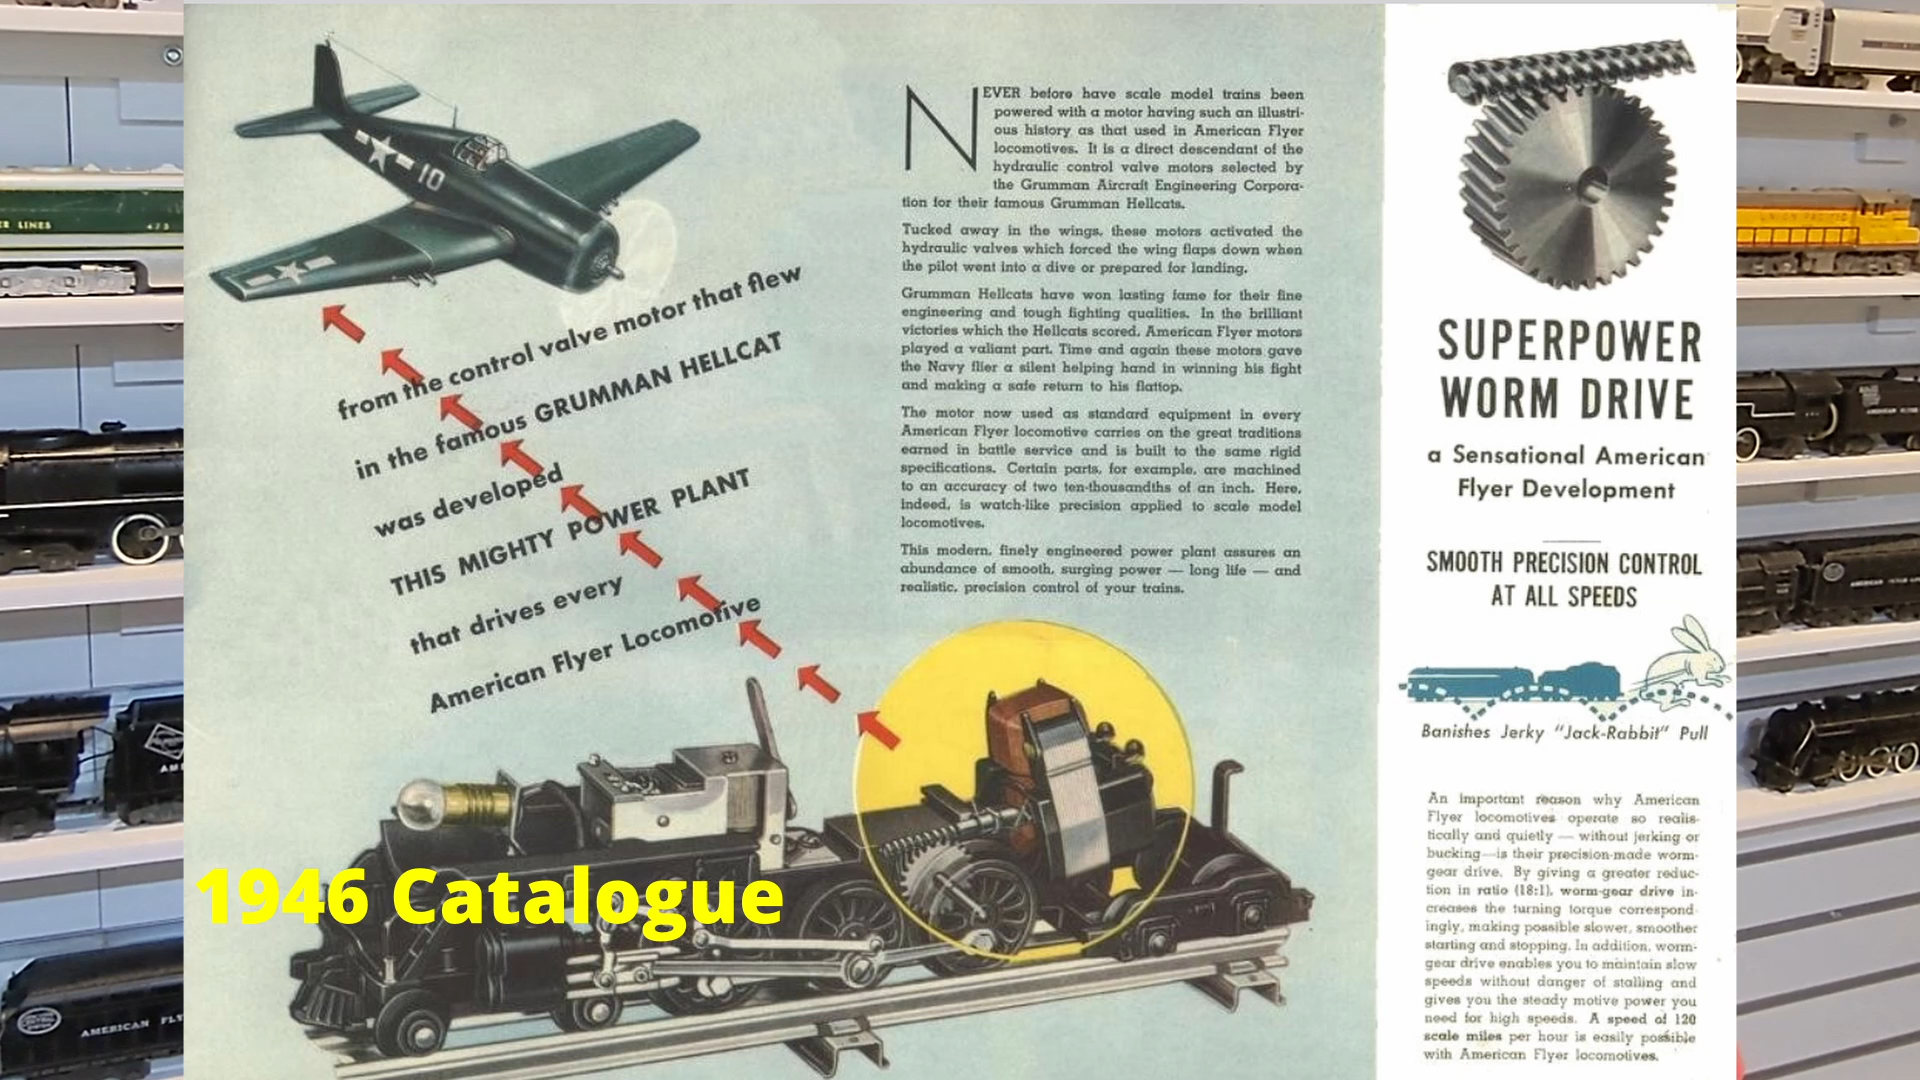 10
from the control valve motor that flew
in the famous GRUMMAN HELLCAT
was developed
THIS MIGHTY POWER PLANT
that drives every
American Flyer Locomotive
NEVER before have scale model trains been
powered with a motor having such an illustri-
ous history as that used in American Flyer
locomotives. It is a direct descendant of the
hydraulic control valve motors selected by
the Grumman Aircraft Engineering Corpora-
tion for their famous Grumman Hellcats.
Tucked away in the wings, these motors activated the
hydraulic valves which forced the wing flaps down when
the pilot went into a dive or prepared for landing.
Grumman Hellcats have won lasting fame for their fine
engineering and tough fighting qualities. In the brilliant
victories which the Hellcats scored, American Flyer motors
played a valiant part. Time and again these motors gave
the Navy flier a silent helping hand in winning his fight
and making a safe return to his flattop.
The motor now used as standard equipment in every
American Flyer locomotive carries on the great traditions
earned in battle service and is built to the same rigid
specifications. Certain parts, for example, are machined
to an accuracy of two ten-thousandths of an inch. Here,
indeed, is watch-like precision applied to scale model
locomotives.
This modern, finely engineered power plant assures an
abundance of smooth, surging power — long life — and
realistic, precision control of your trains.
SUPERPOWER
WORM DRIVE
a Sensational American
Flyer Development
SMOOTH PRECISION CONTROL
AT ALL SPEEDS
Banishes Jerky "Jack-Rabbit" Pull
An important reason why American
Flyer locomotives operate so realis-
tically and quietly — without jerking or
bucking—is their precision-made worm-
gear drive. By giving a greater reduc-
tion in ratio (18:1), worm-gear drive in-
creases the turning torque correspond-
ingly, making possible slower, smoother
starting and stopping. In addition, worm-
gear drive enables you to maintain slow
speeds without danger of stalling and
gives you the steady motive power you
need for high speeds. A speed of 120
scale miles per hour is easily possible
with American Flyer locomotives.
1946 Catalogue
LINES
473
AMERICAN FLY
UNION PACIFIC